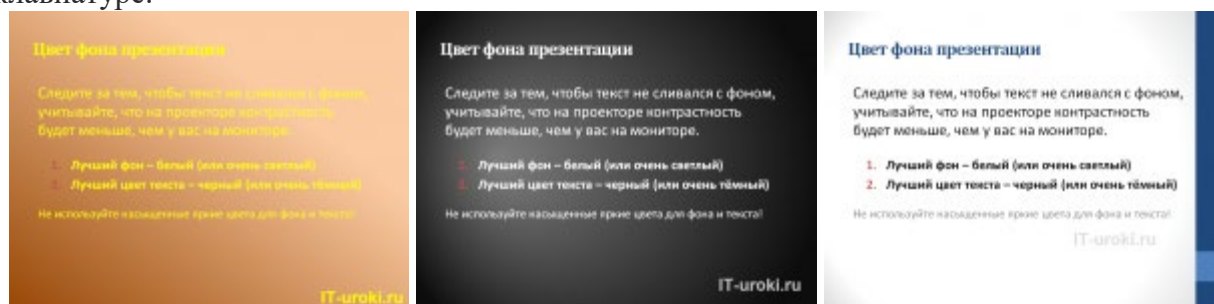 клавиатуре.
Цвет фона презентации
Следите за тем, чтобы текст не сливался с фоном,
учитывайте, что на проекторе контрастность
будет меньше, чем у вас на мониторе.
1. Лучший фон – белый (или очень светлый)
2. Лучший цвет текста – черный (или очень тёмный)
Не используйте насыщенные яркие цвета для фона и текста!
IT-uroki.ru
Цвет фона презентации
Следите за тем, чтобы текст не сливался с фоном,
учитывайте, что на проекторе контрастность
будет меньше, чем у вас на мониторе.
1. Лучший фон – белый (или очень светлый)
2. Лучший цвет текста – черный (или очень тёмный)
Не используйте насыщенные яркие цвета для фона и текста!
IT-uroki.ru
Цвет фона презентации
Следите за тем, чтобы текст не сливался с фоном,
учитывайте, что на проекторе контрастность
будет меньше, чем у вас на мониторе.
1. Лучший фон – белый (или очень светлый)
2. Лучший цвет текста – черный (или очень тёмный)
Не используйте насыщенные яркие цвета для фона и текста!
IT-uroki.ru